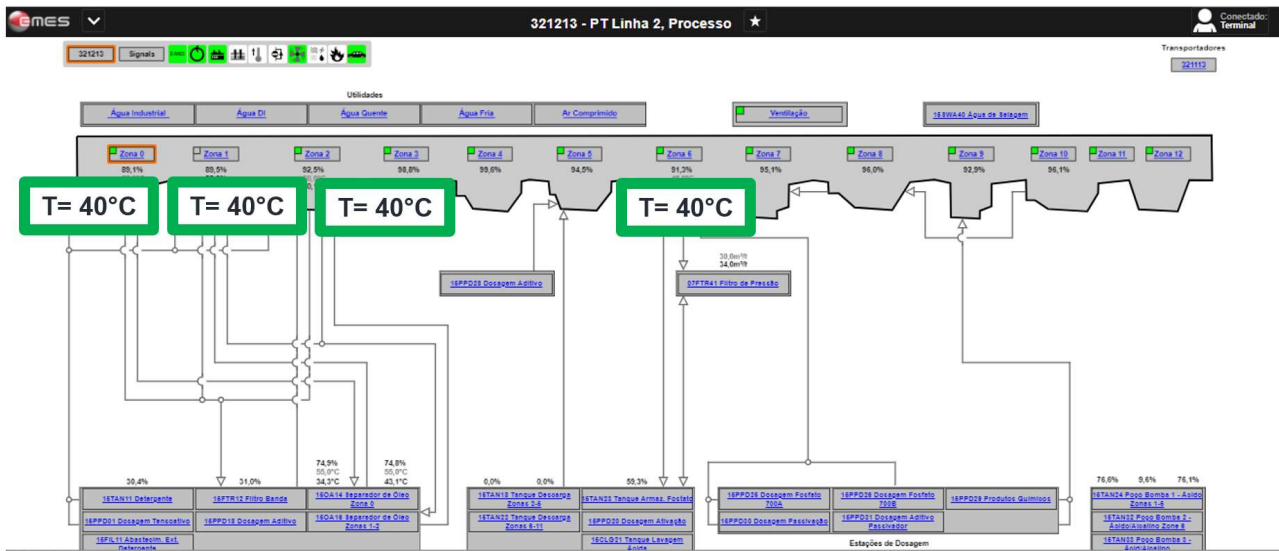 emes
321213 - PT Linha 2, Processo
Conectado:
Terminal
321213
Signals
Transportadores
321113
Utilidades
Água Industrial
Água DI
Água Quente
Água Fria
Ar Comprimido
Ventilação
16SWA40 Água de Selagem
Zona 0
Zona 1
Zona 2
Zona 3
Zona 4
Zona 5
Zona 6
Zona 7
Zona 8
Zona 9
Zona 10
Zona 11
Zona 12
89,1%
89,5%
92,5%
98,8%
99,6%
94,5%
91,3%
95,1%
96,0%
92,9%
96,1%
T= 40°C
T= 40°C
T= 40°C
T= 40°C
30,0m³/h
34,0m³/h
16PPD28 Dosagem Aditivo
07FTR41 Filtro de Pressão
74,9%
74,8%
55,0°C
55,0°C
30,4%
31,0%
34,3°C
43,1°C
0,0%
0,0%
59,3%
76,6%
9,6%
76,1%
16TAN11 Detergente
16FTR12 Filtro Banda
16OA14 Separador de Óleo
Zona 0
16TAN18 Tanque Descarga
Zonas 2-6
16TAN23 Tanque Armaz. Fosfato
16PPD26 Dosagem Fosfato
700A
16PPD26 Dosagem Fosfato
700B
16PPD29 Produtos Químicos
16TAN24 Poço Bomba 1 - Ácido
Zonas 1-6
16PPD01 Dosagem Tensoativo
16PPD18 Dosagem Aditivo
16OA16 Separador de Óleo
Zonas 1-2
16TAN22 Tanque Descarga
Zonas 6-11
16PPD20 Dosagem Ativação
16PPD30 Dosagem Passivação
16PPD31 Dosagem Aditivo
Passivador
16TAN32 Poço Bomba 2 -
Ácido/Alcalino Zone 8
16FIL11 Abastecim. Ext.
Detergente
16CLG21 Tanque Lavagem
Ácida
Estações de Dosagem
16TAN33 Poço Bomba 3 -
Ácido/Alcalino